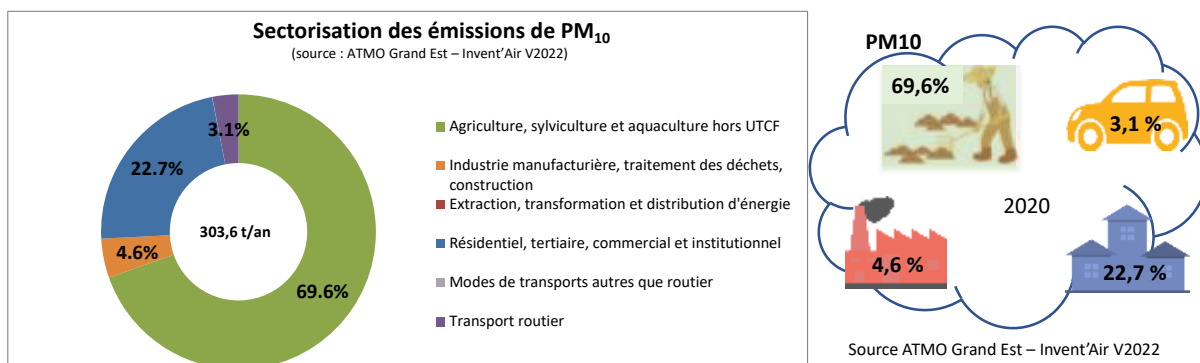 Sectorisation des émissions de PM10
(source : ATMO Grand Est – Invent'Air V2022)
3.1%
22.7%
4.6%
303,6 t/an
69.6%
Agriculture, sylviculture et aquaculture hors UTCF
Industrie manufacturière, traitement des déchets,
construction
Extraction, transformation et distribution d'énergie
Résidentiel, tertiaire, commercial et institutionnel
Modes de transports autres que routier
Transport routier
PM10
69,6%
3,1 %
2020
4,6 %
22,7 %
Source ATMO Grand Est – Invent'Air V2022